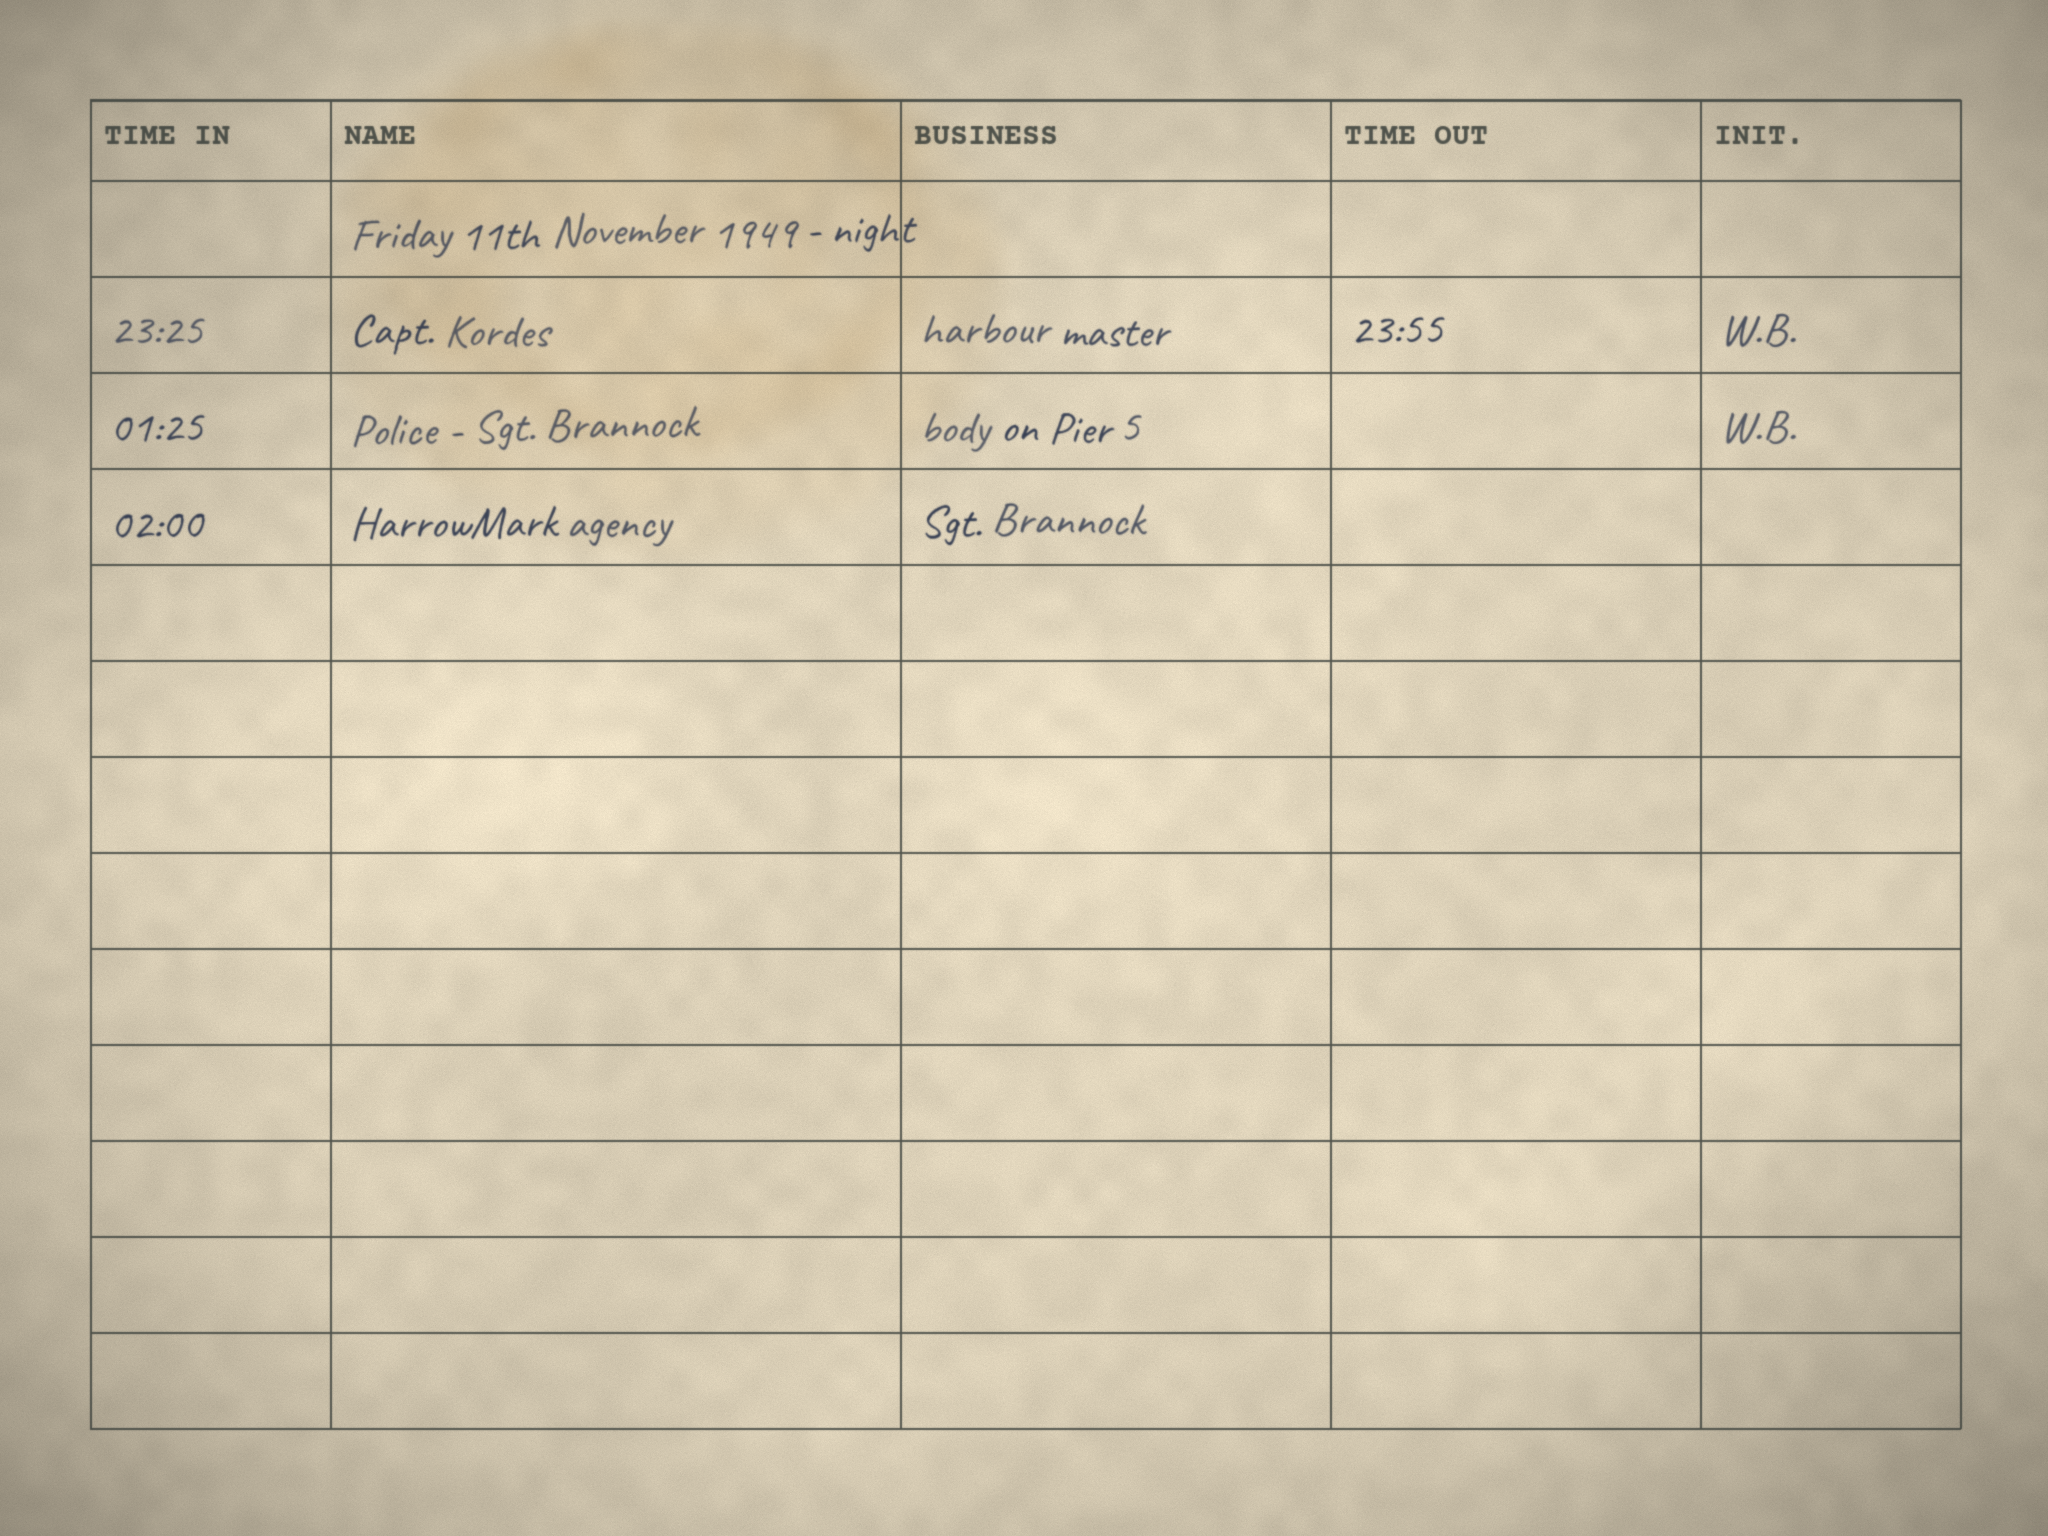 TIME IN NAME BUSINESS TIME OUT INIT.
Friday 11th November 1949 - night
23:25 Capt. Kordes harbour master 23:55 W.B.
01:25 Police - Sgt. Brannock body on Pier 5 W.B.
02:00 HarrowMark agency Sgt. Brannock